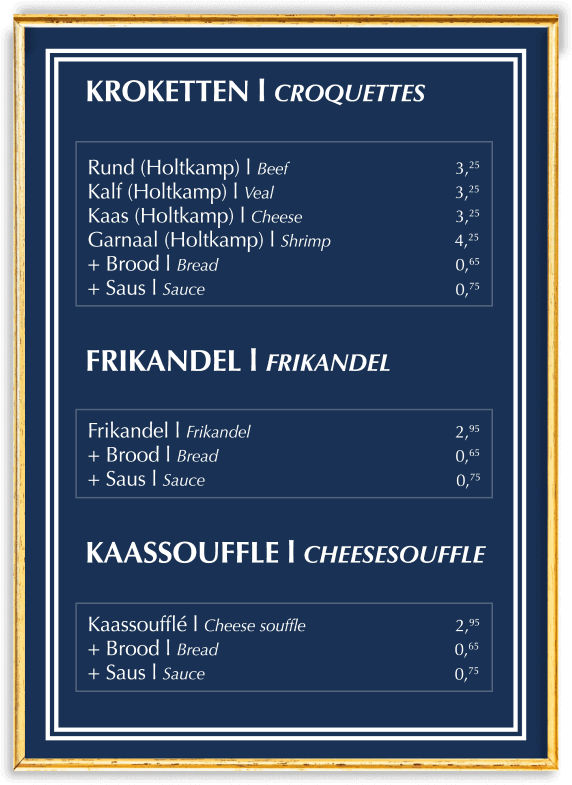 KROKETTEN | CROQUETTES
Rund (Holtkamp) | Beef 3,25
Kalf (Holtkamp) | Veal 3,25
Kaas (Holtkamp) | Cheese 3,25
Garnaal (Holtkamp) | Shrimp 4,25
+ Brood | Bread 0,65
+ Saus | Sauce 0,75
FRIKANDEL | FRIKANDEL
Frikandel | Frikandel 2,95
+ Brood | Bread 0,65
+ Saus | Sauce 0,75
KAASSOUFFLE | CHEESESOUFFLE
Kaassoufflé | Cheese souffle 2,95
+ Brood | Bread 0,65
+ Saus | Sauce 0,75